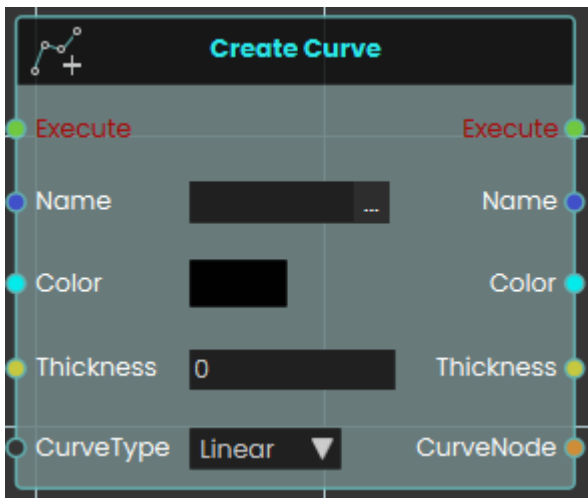 Create Curve
Execute Execute
Name ... Name
Color Color
Thickness 0 Thickness
CurveType Linear CurveNode